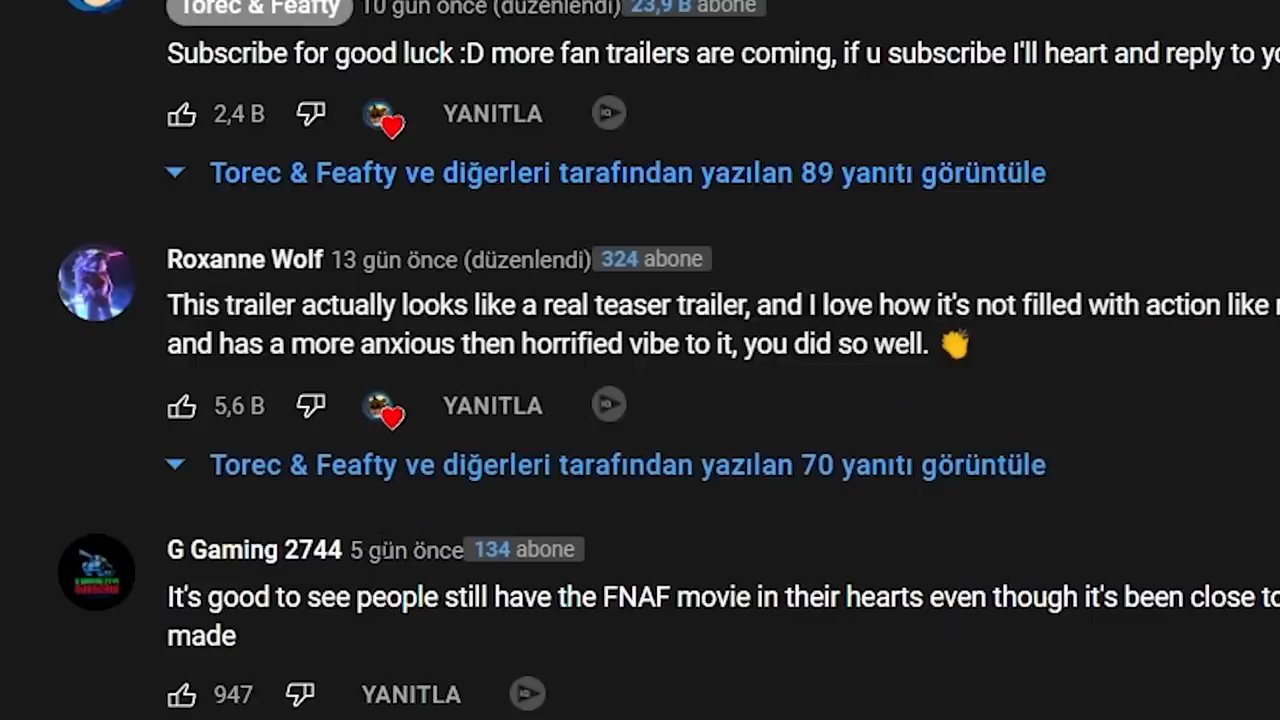 Torec & Feafty 10 gün önce (düzenlendi) 23,9 B abone
Subscribe for good luck :D more fan trailers are coming, if u subscribe I'll heart and reply to
2,4 B YANITLA
Torec & Feafty ve diğerleri tarafından yazılan 89 yanıtı görüntüle
Roxanne Wolf 13 gün önce (düzenlendi) 324 abone
This trailer actually looks like a real teaser trailer, and I love how it's not filled with action like
and has a more anxious then horrified vibe to it, you did so well. 👏
5,6 B YANITLA
Torec & Feafty ve diğerleri tarafından yazılan 70 yanıtı görüntüle
G Gaming 2744 5 gün önce 134 abone
It's good to see people still have the FNAF movie in their hearts even though it's been close to
made
947 YANITLA